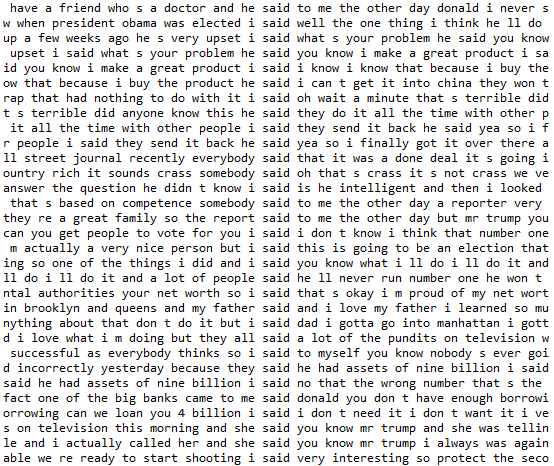 have a friend who s a doctor and he said to me the other day donald i never s
w when president obama was elected i said well the one thing i think he ll do
up a few weeks ago he s very upset i said what s your problem he said you know
upset i said what s your problem he said you know i make a great product i sa
id you know i make a great product i said i know i know that because i buy the
ow that because i buy the product he said i can t get it into china they won t
rap that had nothing to do with it i said oh wait a minute that s terrible did
t s terrible did anyone know this he said they do it all the time with other p
it all the time with other people i said they send it back he said yea so i f
r people i said they send it back he said yea so i finally got it over there a
ll street journal recently everybody said that it was a done deal it s going i
ountry rich it sounds crass somebody said oh that s crass it s not crass we ve
answer the question he didn t know i said is he intelligent and then i looked
that s based on competence somebody said to me the other day a reporter very
they re a great family so the report said to me the other day but mr trump you
can you get people to vote for you i said i don t know i think that number one
m actually a very nice person but i said this is going to be an election that
ing so one of the things i did and i said you know what i ll do i ll do it and
ll do i ll do it and a lot of people said he ll never run number one he won t
ntal authorities your net worth so i said that s okay i m proud of my net wort
in brooklyn and queens and my father said and i love my father i learned so mu
nything about that don t do it but i said dad i gotta go into manhattan i gott
d i love what i m doing but they all said a lot of the pundits on television w
successful as everybody thinks so i said to myself you know nobody s ever goi
d incorrectly yesterday because they said he had assets of nine billion i said
said he had assets of nine billion i said no that the wrong number that s the
fact one of the big banks came to me said donald you don t have enough borrowi
orrowing can we loan you 4 billion i said i don t need it i don t want it i ve
s on television this morning and she said you know mr trump and she was tellin
le and i actually called her and she said you know mr trump i always was again
able we re ready to start shooting i said very interesting so protect the seco